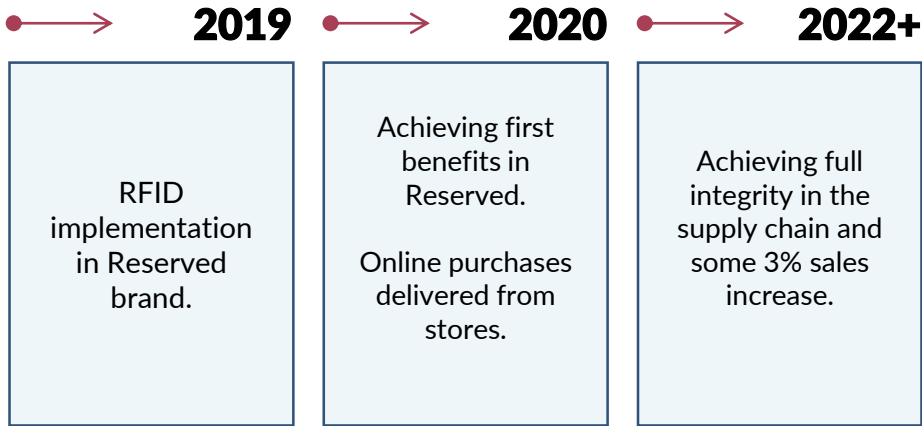 2019
RFID
implementation
in Reserved
brand.
2020
Achieving first
benefits in
Reserved.
Online purchases
delivered from
stores.
2022+
Achieving full
integrity in the
supply chain and
some 3% sales
increase.